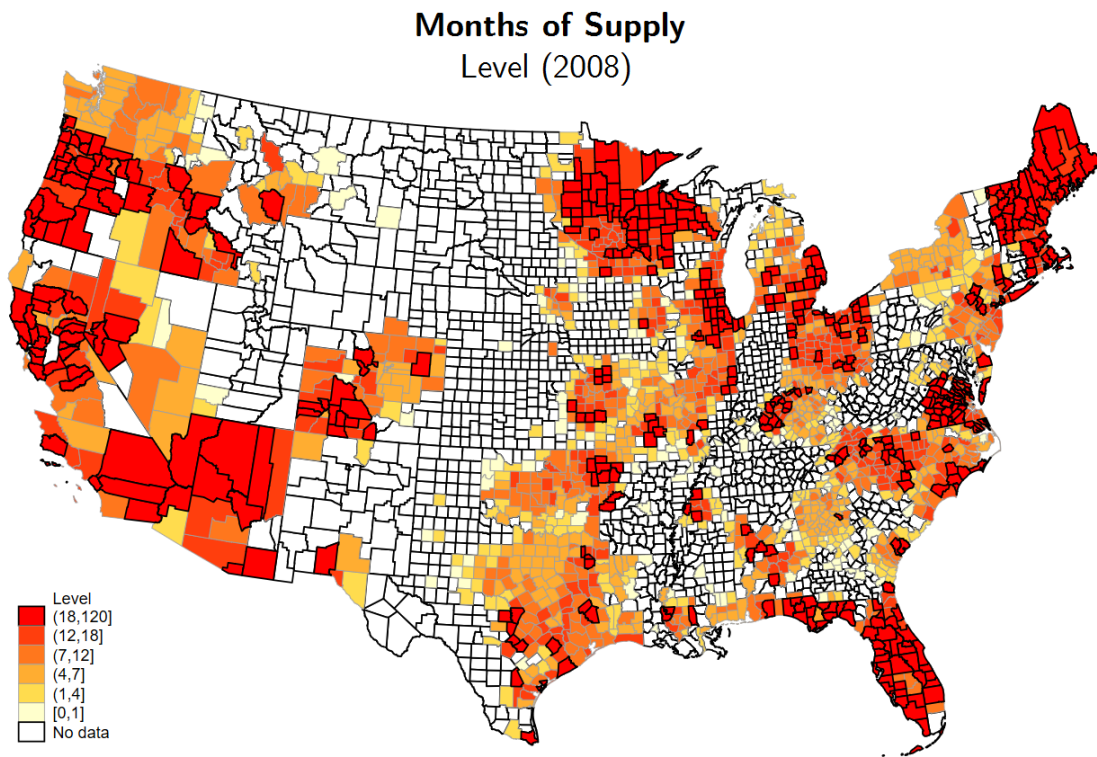 Months of Supply
Level (2008)
Level
(18,120]
(12,18]
(7,12]
(4,7]
(1,4]
[0,1]
No data